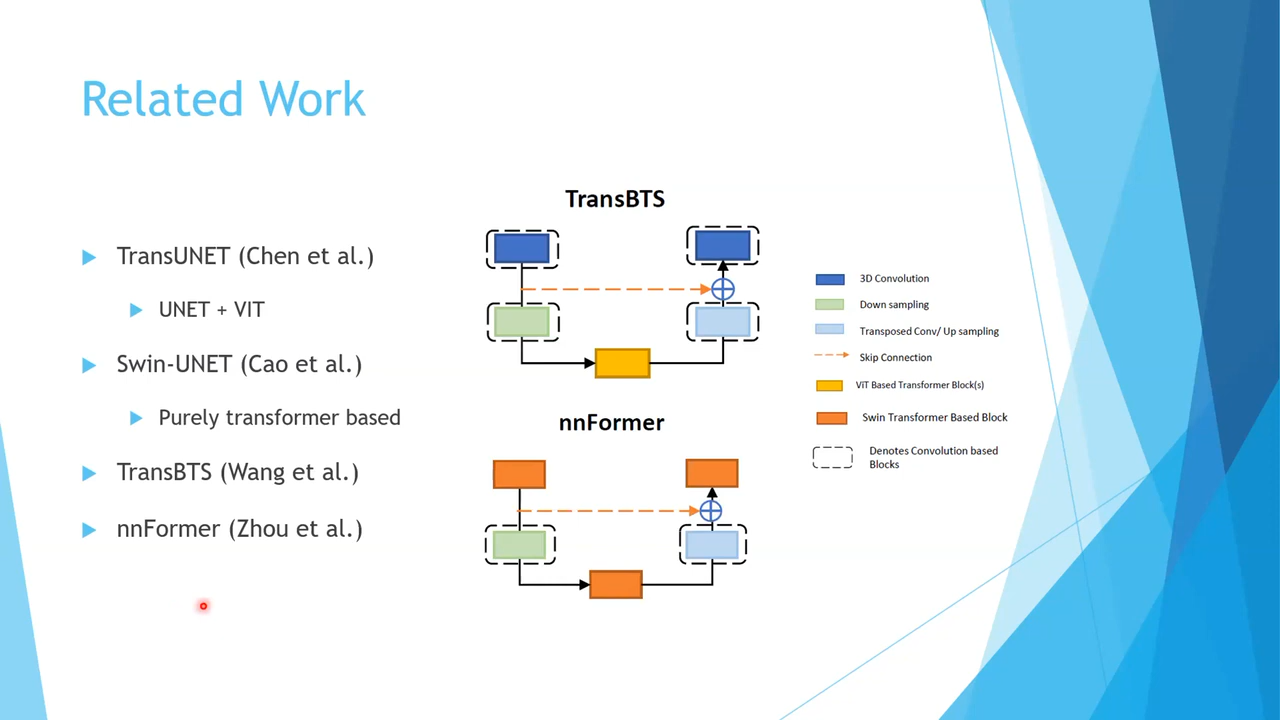 Related Work
TransUNET (Chen et al.)
UNET + VIT
Swin-UNET (Cao et al.)
Purely transformer based
TransBTS (Wang et al.)
nnFormer (Zhou et al.)
TransBTS
nnFormer
3D Convolution
Down sampling
Transposed Conv/ Up sampling
Skip Connection
ViT Based Transformer Block(s)
Swin Transformer Based Block
Denotes Convolution based
Blocks